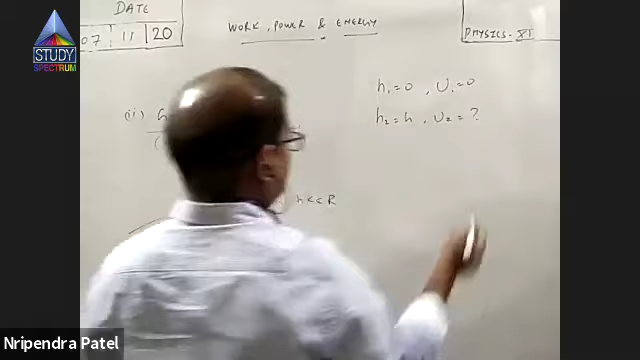 DATE
07 11 20
WORK, POWER & ENERGY
PHYSICS-XI
STUDY
SPECTRUM
h₁=0 , U₁=0
(ii)
h₂=h , U₂=?
h<<R
Nripendra Patel